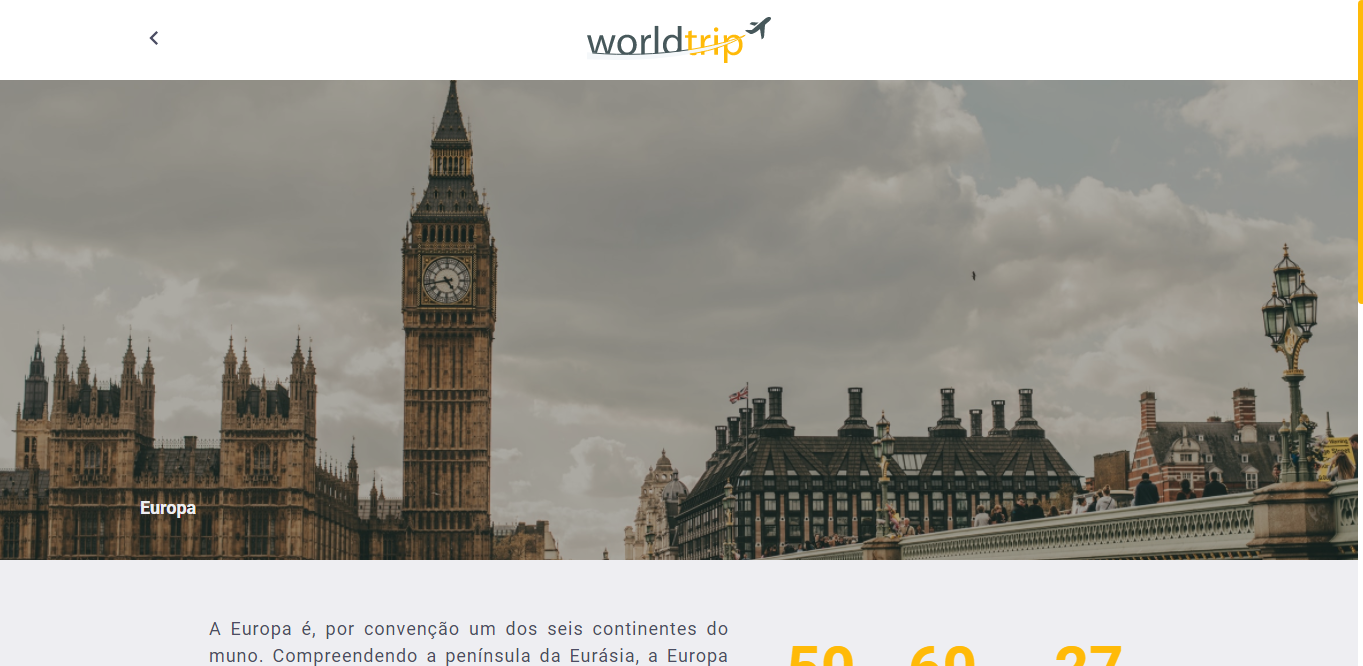 worldtrip
Europa
A Europa é, por convenção um dos seis continentes do
muno. Compreendendo a península da Eurásia, a Europa
50 60 27